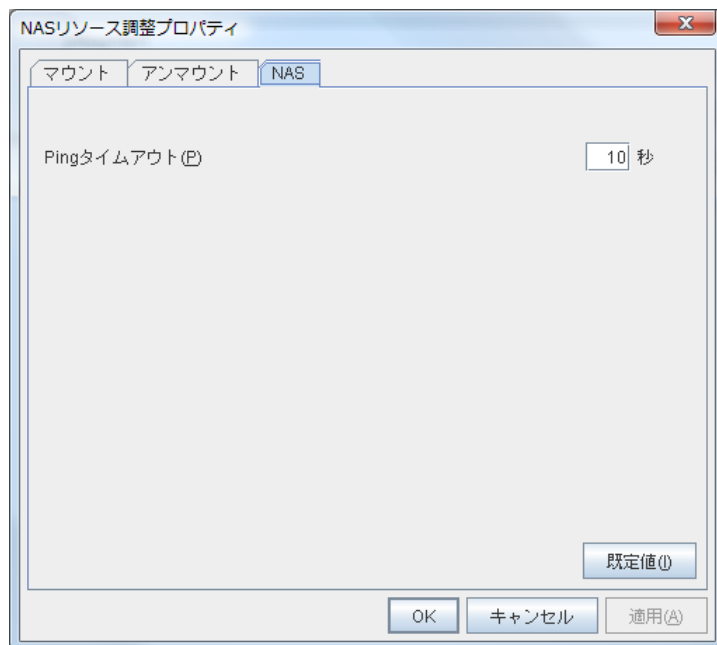 NASリソース調整プロパティ
マウント アンマウント NAS
Pingタイムアウト(P) 10 秒
既定値(I)
OK キャンセル 適用(A)